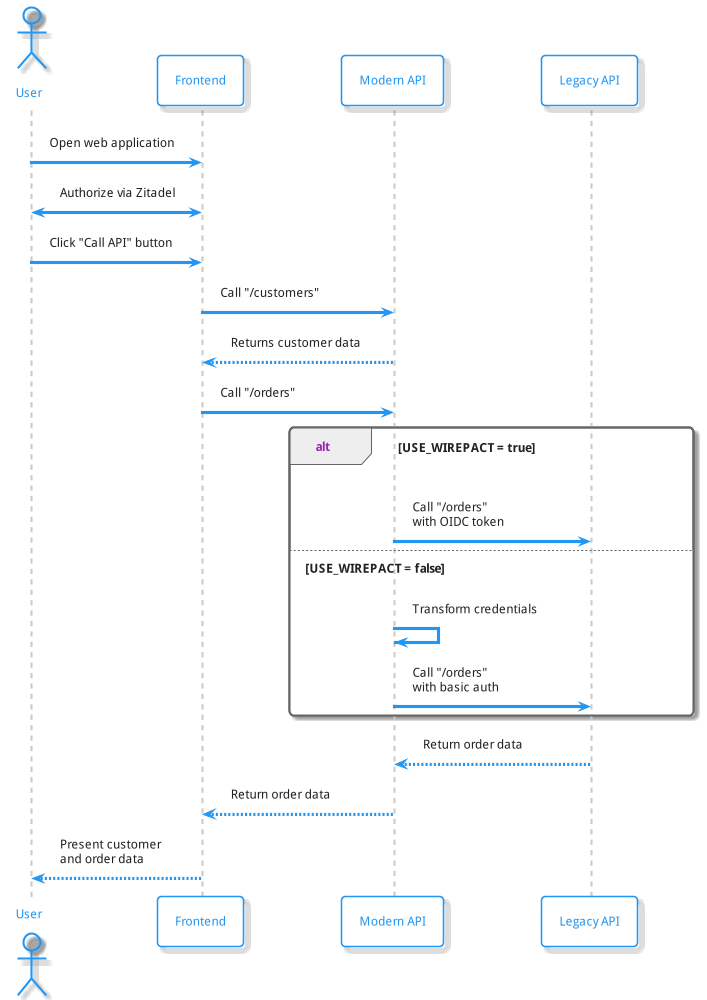 User
Frontend
Modern API
Legacy API
Open web application
Authorize via Zitadel
Click "Call API" button
Call "/customers"
Returns customer data
Call "/orders"
alt
[USE_WIREPACT = true]
Call "/orders"
with OIDC token
[USE_WIREPACT = false]
Transform credentials
Call "/orders"
with basic auth
Return order data
Return order data
Present customer
and order data
User
Frontend
Modern API
Legacy API